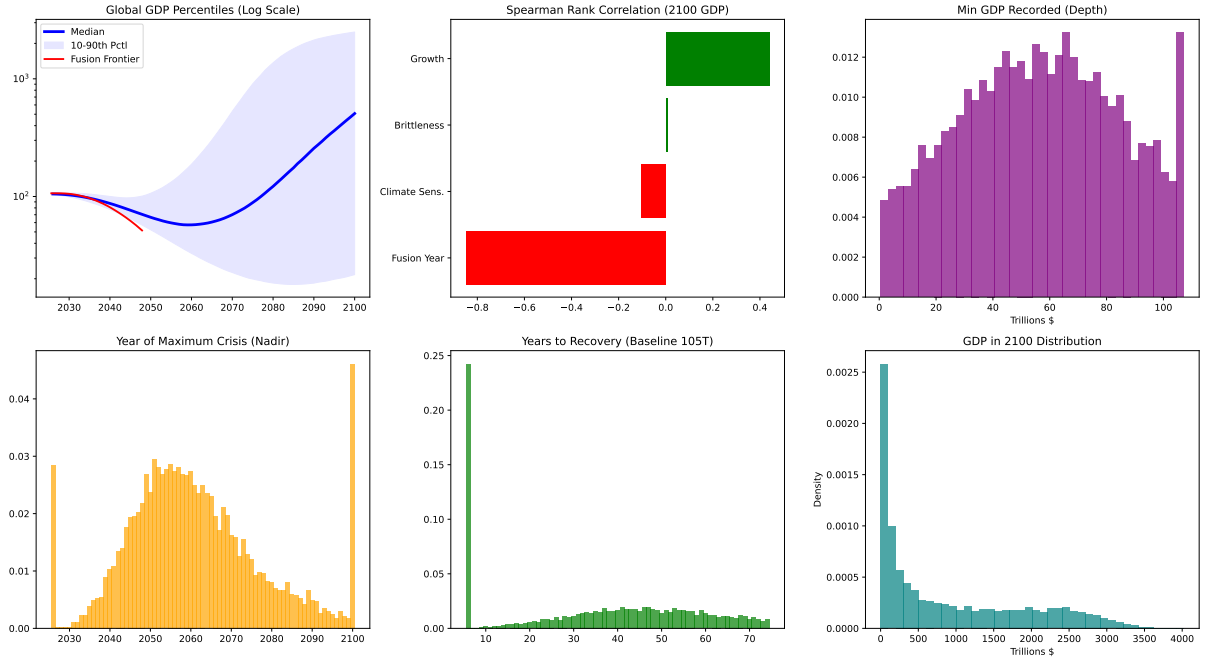 Global GDP Percentiles (Log Scale)
Median
10-90th Pctl
Fusion Frontier
10³
10²
2030 2040 2050 2060 2070 2080 2090 2100
Spearman Rank Correlation (2100 GDP)
Growth
Brittleness
Climate Sens.
Fusion Year
−0.8 −0.6 −0.4 −0.2 0.0 0.2 0.4
Min GDP Recorded (Depth)
0.012
0.010
0.008
0.006
0.004
0.002
0.000
0 20 40 60 80 100
Trillions $
Year of Maximum Crisis (Nadir)
0.04
0.03
0.02
0.01
0.00
2030 2040 2050 2060 2070 2080 2090 2100
Years to Recovery (Baseline 105T)
0.25
0.20
0.15
0.10
0.05
0.00
10 20 30 40 50 60 70
GDP in 2100 Distribution
Density
0.0025
0.0020
0.0015
0.0010
0.0005
0.0000
0 500 1000 1500 2000 2500 3000 3500 4000
Trillions $